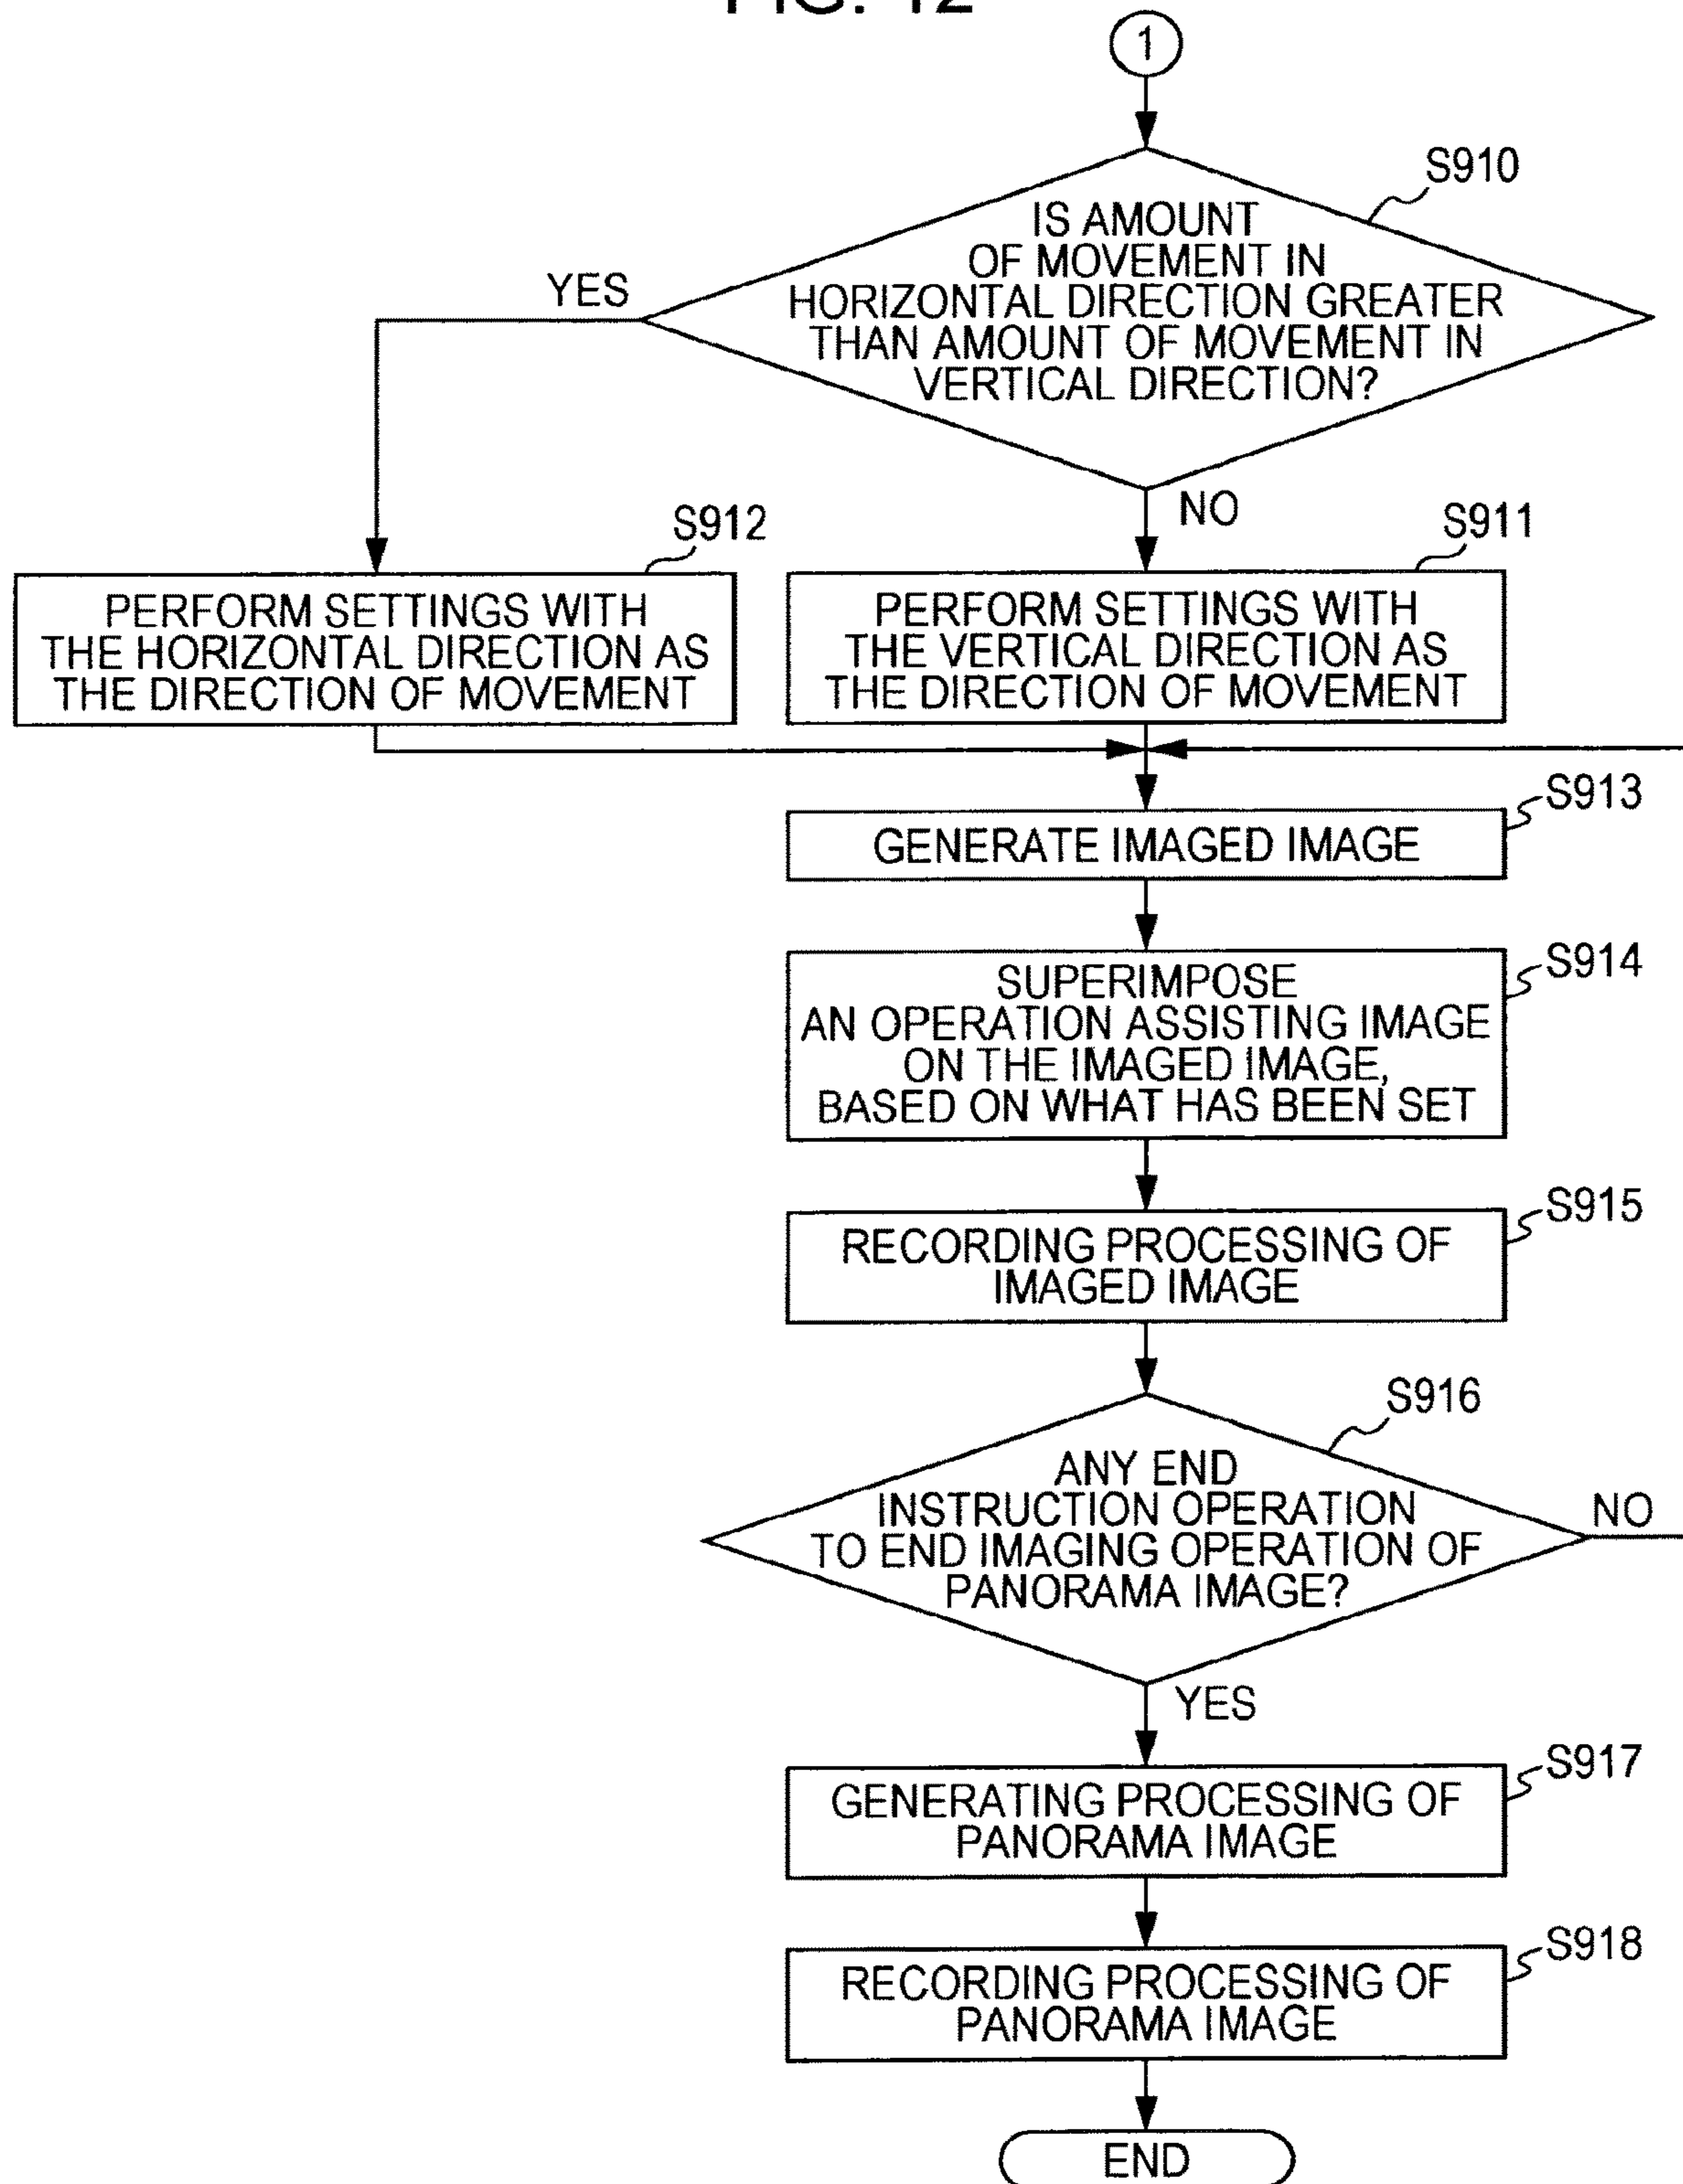 FIG. 12
1
S910
IS AMOUNT
OF MOVEMENT IN
HORIZONTAL DIRECTION GREATER
THAN AMOUNT OF MOVEMENT IN
VERTICAL DIRECTION?
YES
NO
S912
PERFORM SETTINGS WITH
THE HORIZONTAL DIRECTION AS
THE DIRECTION OF MOVEMENT
S911
PERFORM SETTINGS WITH
THE VERTICAL DIRECTION AS
THE DIRECTION OF MOVEMENT
S913
GENERATE IMAGED IMAGE
S914
SUPERIMPOSE
AN OPERATION ASSISTING IMAGE
ON THE IMAGED IMAGE,
BASED ON WHAT HAS BEEN SET
S915
RECORDING PROCESSING OF
IMAGED IMAGE
S916
ANY END
INSTRUCTION OPERATION
TO END IMAGING OPERATION OF
PANORAMA IMAGE?
NO
YES
S917
GENERATING PROCESSING OF
PANORAMA IMAGE
S918
RECORDING PROCESSING OF
PANORAMA IMAGE
END